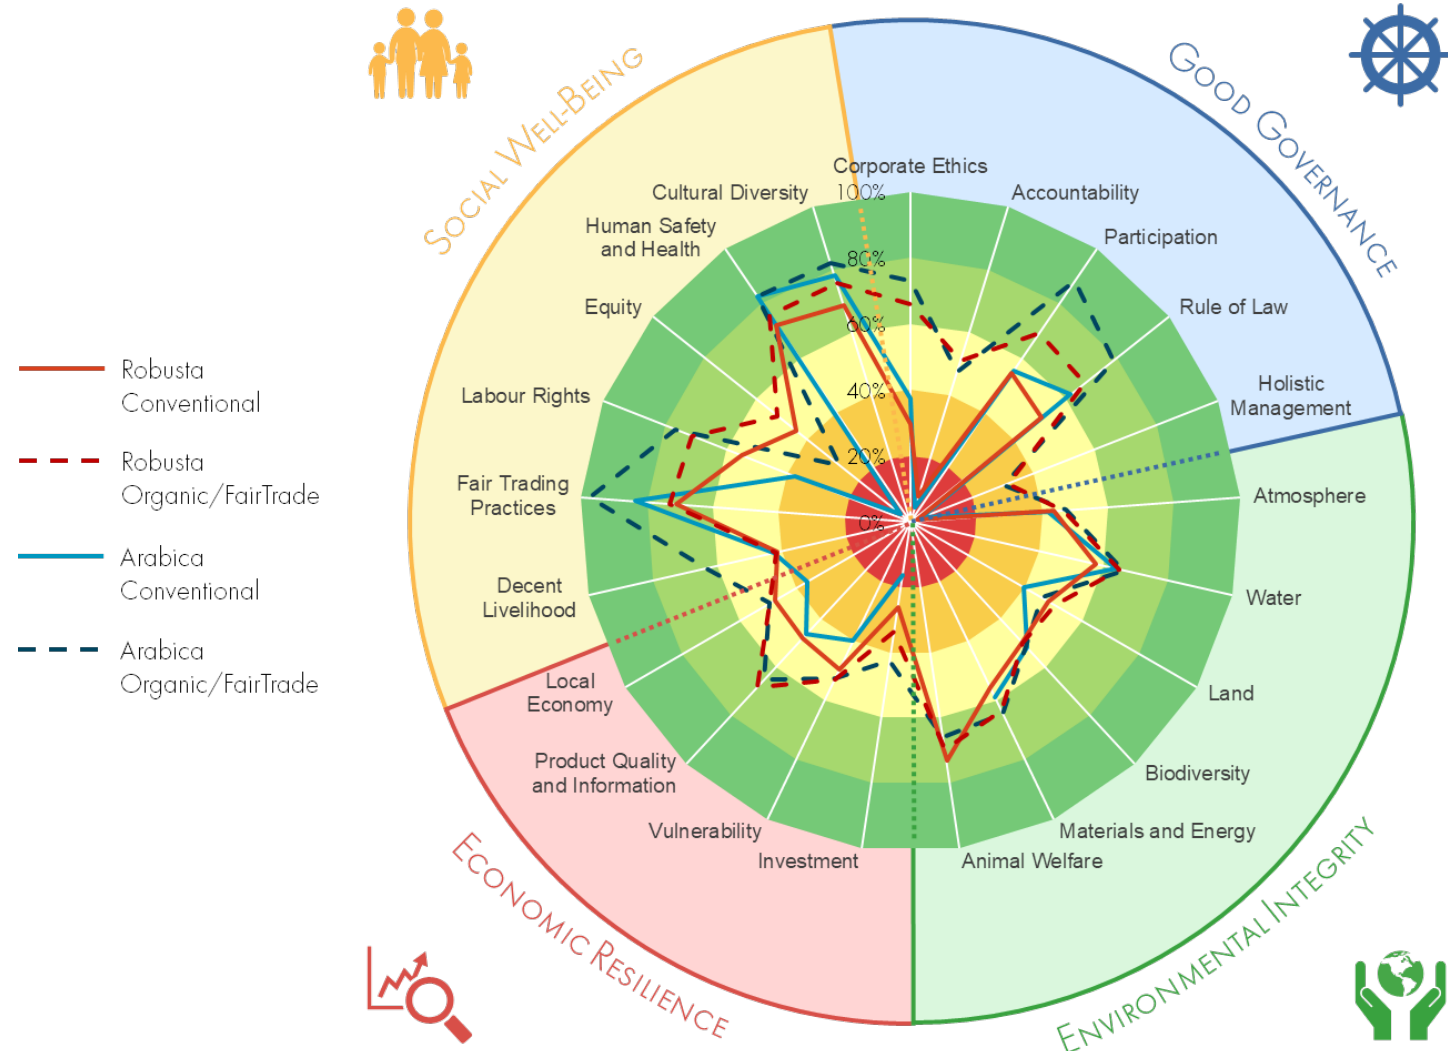 SOCIAL WELL-BEING
GOOD GOVERNANCE
Corporate Ethics
100%
Cultural Diversity
Accountability
Human Safety
and Health
Participation
80%
Equity
Rule of Law
60%
Robusta
Conventional
Labour Rights
40%
Holistic
Management
Robusta
Organic/FairTrade
20%
Fair Trading
Practices
Atmosphere
0%
Arabica
Conventional
Decent
Livelihood
Water
Arabica
Organic/FairTrade
Local
Economy
Land
Product Quality
and Information
Biodiversity
Vulnerability
Materials and Energy
Investment
Animal Welfare
ECONOMIC RESILIENCE
ENVIRONMENTAL INTEGRITY